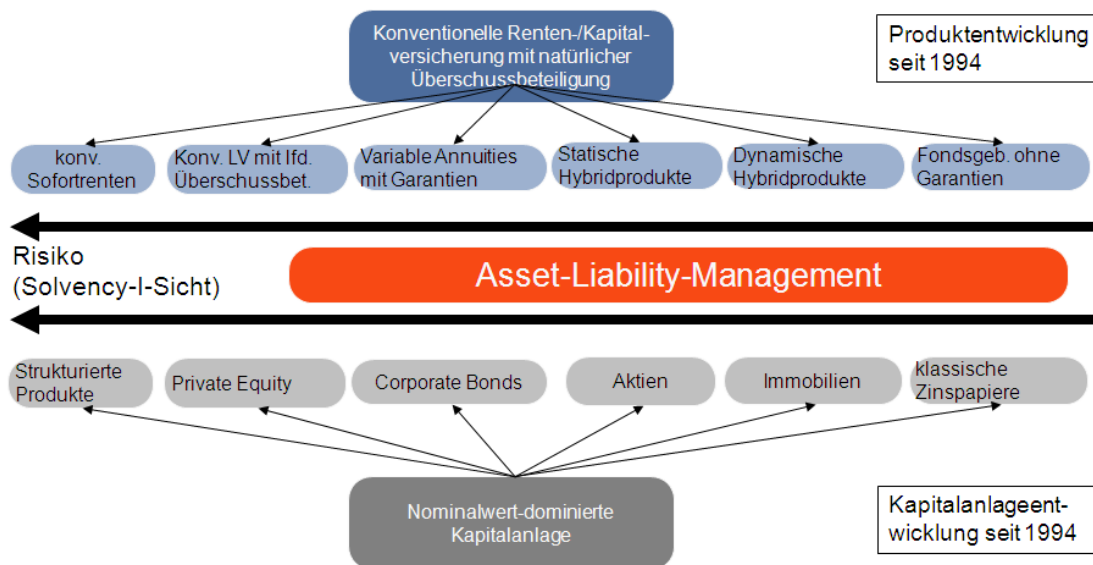 Konventionelle Renten-/Kapital-
versicherung mit natürlicher
Überschussbeteiligung
Produktentwicklung
seit 1994
konv.
Sofortrenten
Konv. LV mit lfd.
Überschussbet.
Variable Annuities
mit Garantien
Statische
Hybridprodukte
Dynamische
Hybridprodukte
Fondsgeb. ohne
Garantien
Risiko
(Solvency-I-Sicht)
Asset-Liability-Management
Strukturierte
Produkte
Private Equity
Corporate Bonds
Aktien
Immobilien
klassische
Zinspapiere
Nominalwert-dominierte
Kapitalanlage
Kapitalanlageent-
wicklung seit 1994